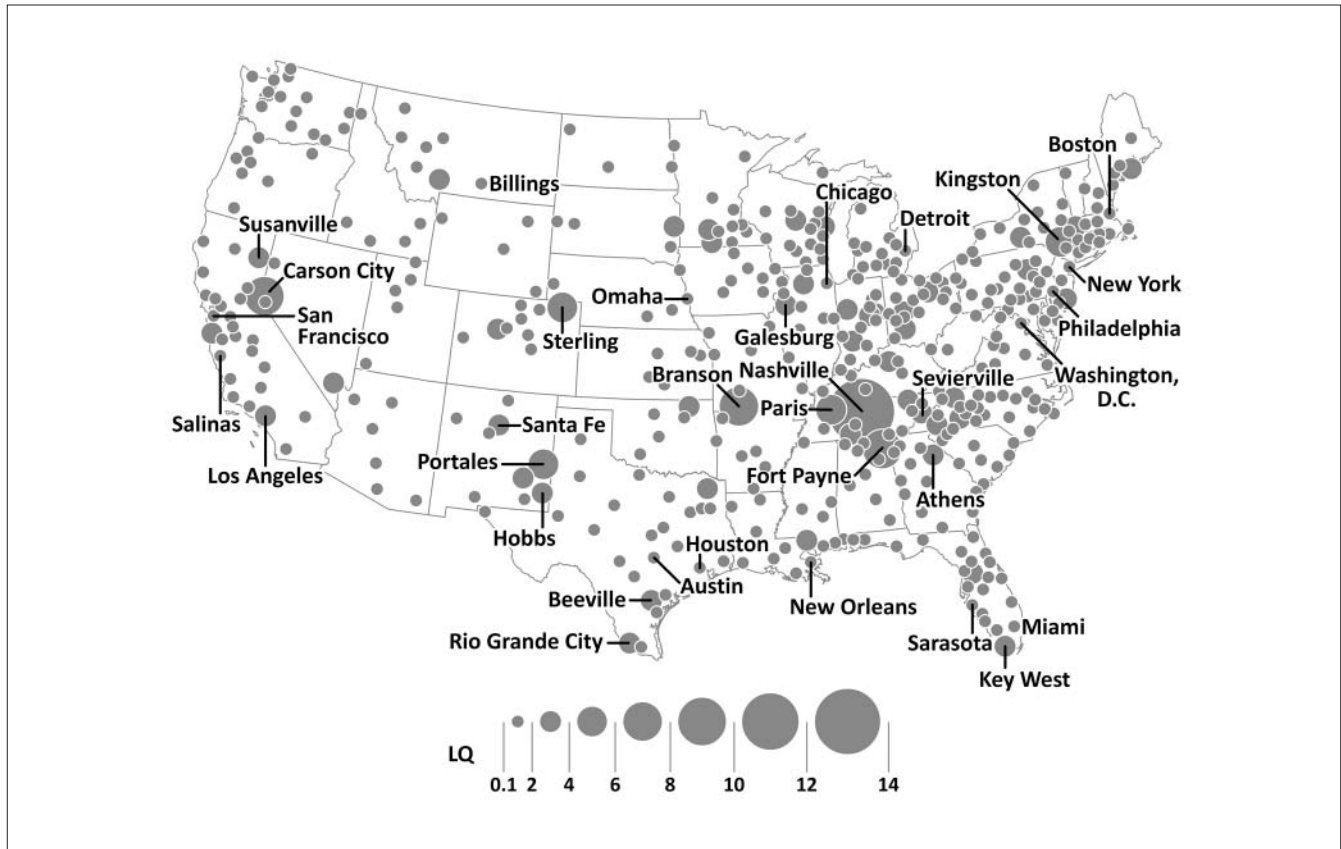 Boston
Kingston
Chicago
Detroit
Billings
Susanville
Carson City
New York
Omaha
San
Francisco
Philadelphia
Galesburg
Sterling
Nashville
Branson
Sevierville
Washington,
D.C.
Paris
Salinas
Santa Fe
Los Angeles
Portales
Fort Payne
Athens
Hobbs
Houston
Austin
New Orleans
Beeville
Miami
Sarasota
Rio Grande City
Key West
LQ
0.1 2 4 6 8 10 12 14